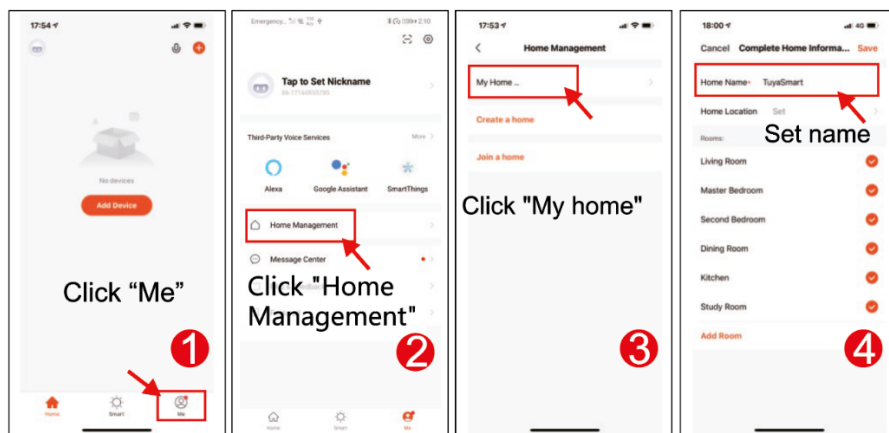 17:54
No devices
Add Device
Click “Me”
1
Home
Smart
Me
Tap to Set Nickname
Third-Party Voice Services
More
Alexa
Google Assistant
SmartThings
Home Management
Message Center
Click "Home
Management"
2
Home
Smart
Me
17:53
Home Management
My Home ..
Create a home
Join a home
Click "My home"
3
18:00
4G
Cancel
Complete Home Informa...
Save
Home Name*
TuyaSmart
Home Location
Set
Set name
Rooms:
Living Room
Master Bedroom
Second Bedroom
Dining Room
Kitchen
Study Room
Add Room
4